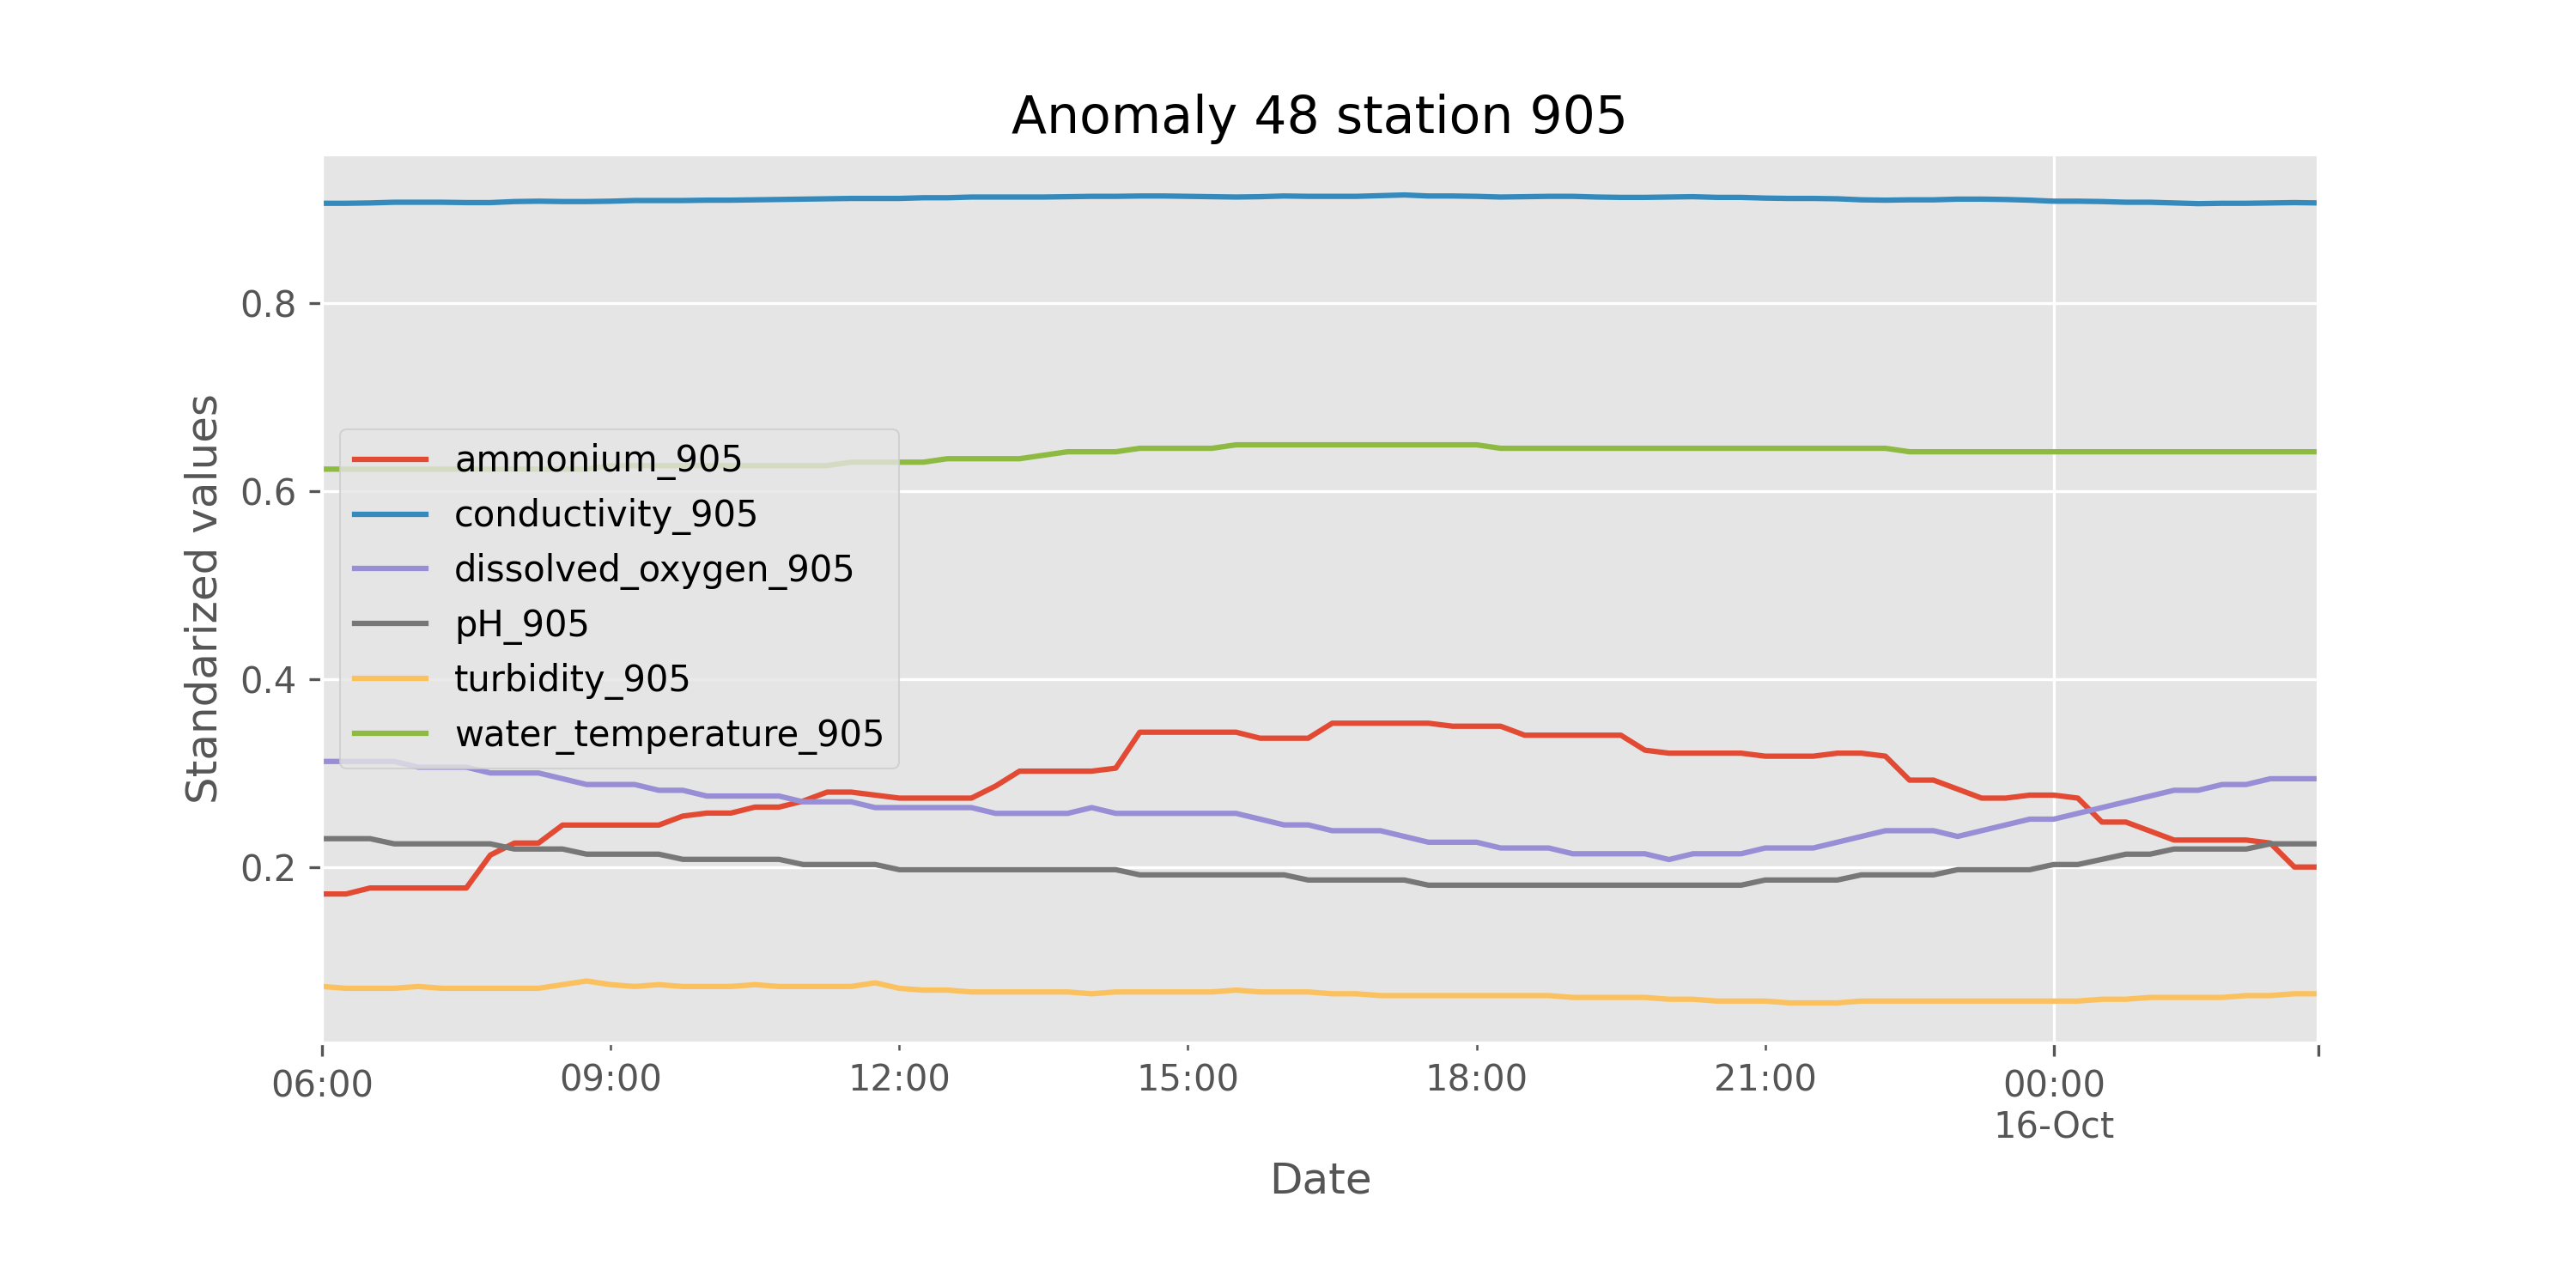 Anomaly 48 station 905
Standarized values
0.8
0.6
0.4
0.2
ammonium_905
conductivity_905
dissolved_oxygen_905
pH_905
turbidity_905
water_temperature_905
06:00 09:00 12:00 15:00 18:00 21:00 00:00
16-Oct
Date